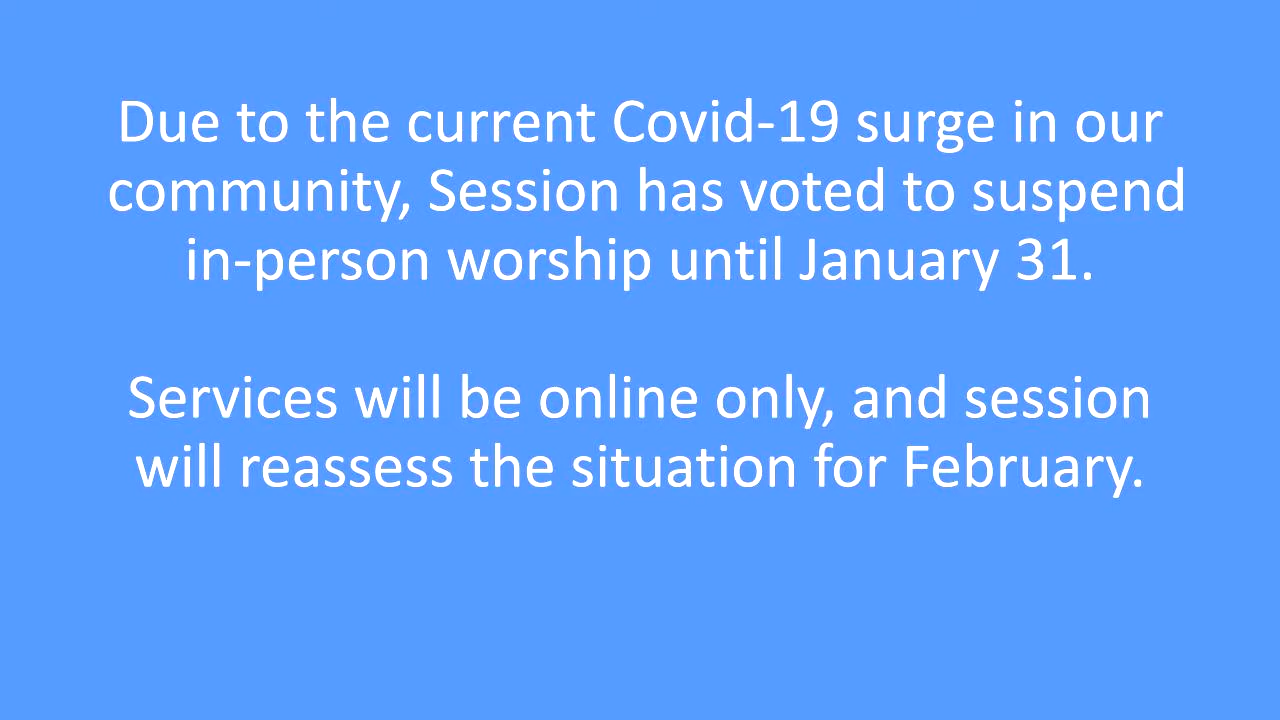 Due to the current Covid-19 surge in our
community, Session has voted to suspend
in-person worship until January 31.
Services will be online only, and session
will reassess the situation for February.